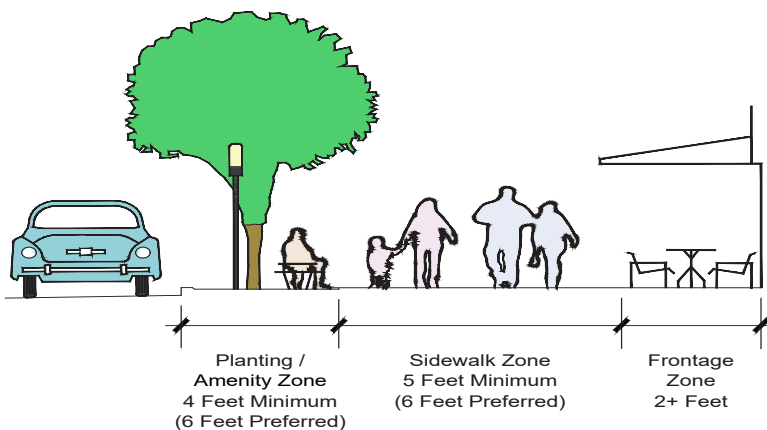 Planting /
Amenity Zone
4 Feet Minimum
(6 Feet Preferred)
Sidewalk Zone
5 Feet Minimum
(6 Feet Preferred)
Frontage
Zone
2+ Feet